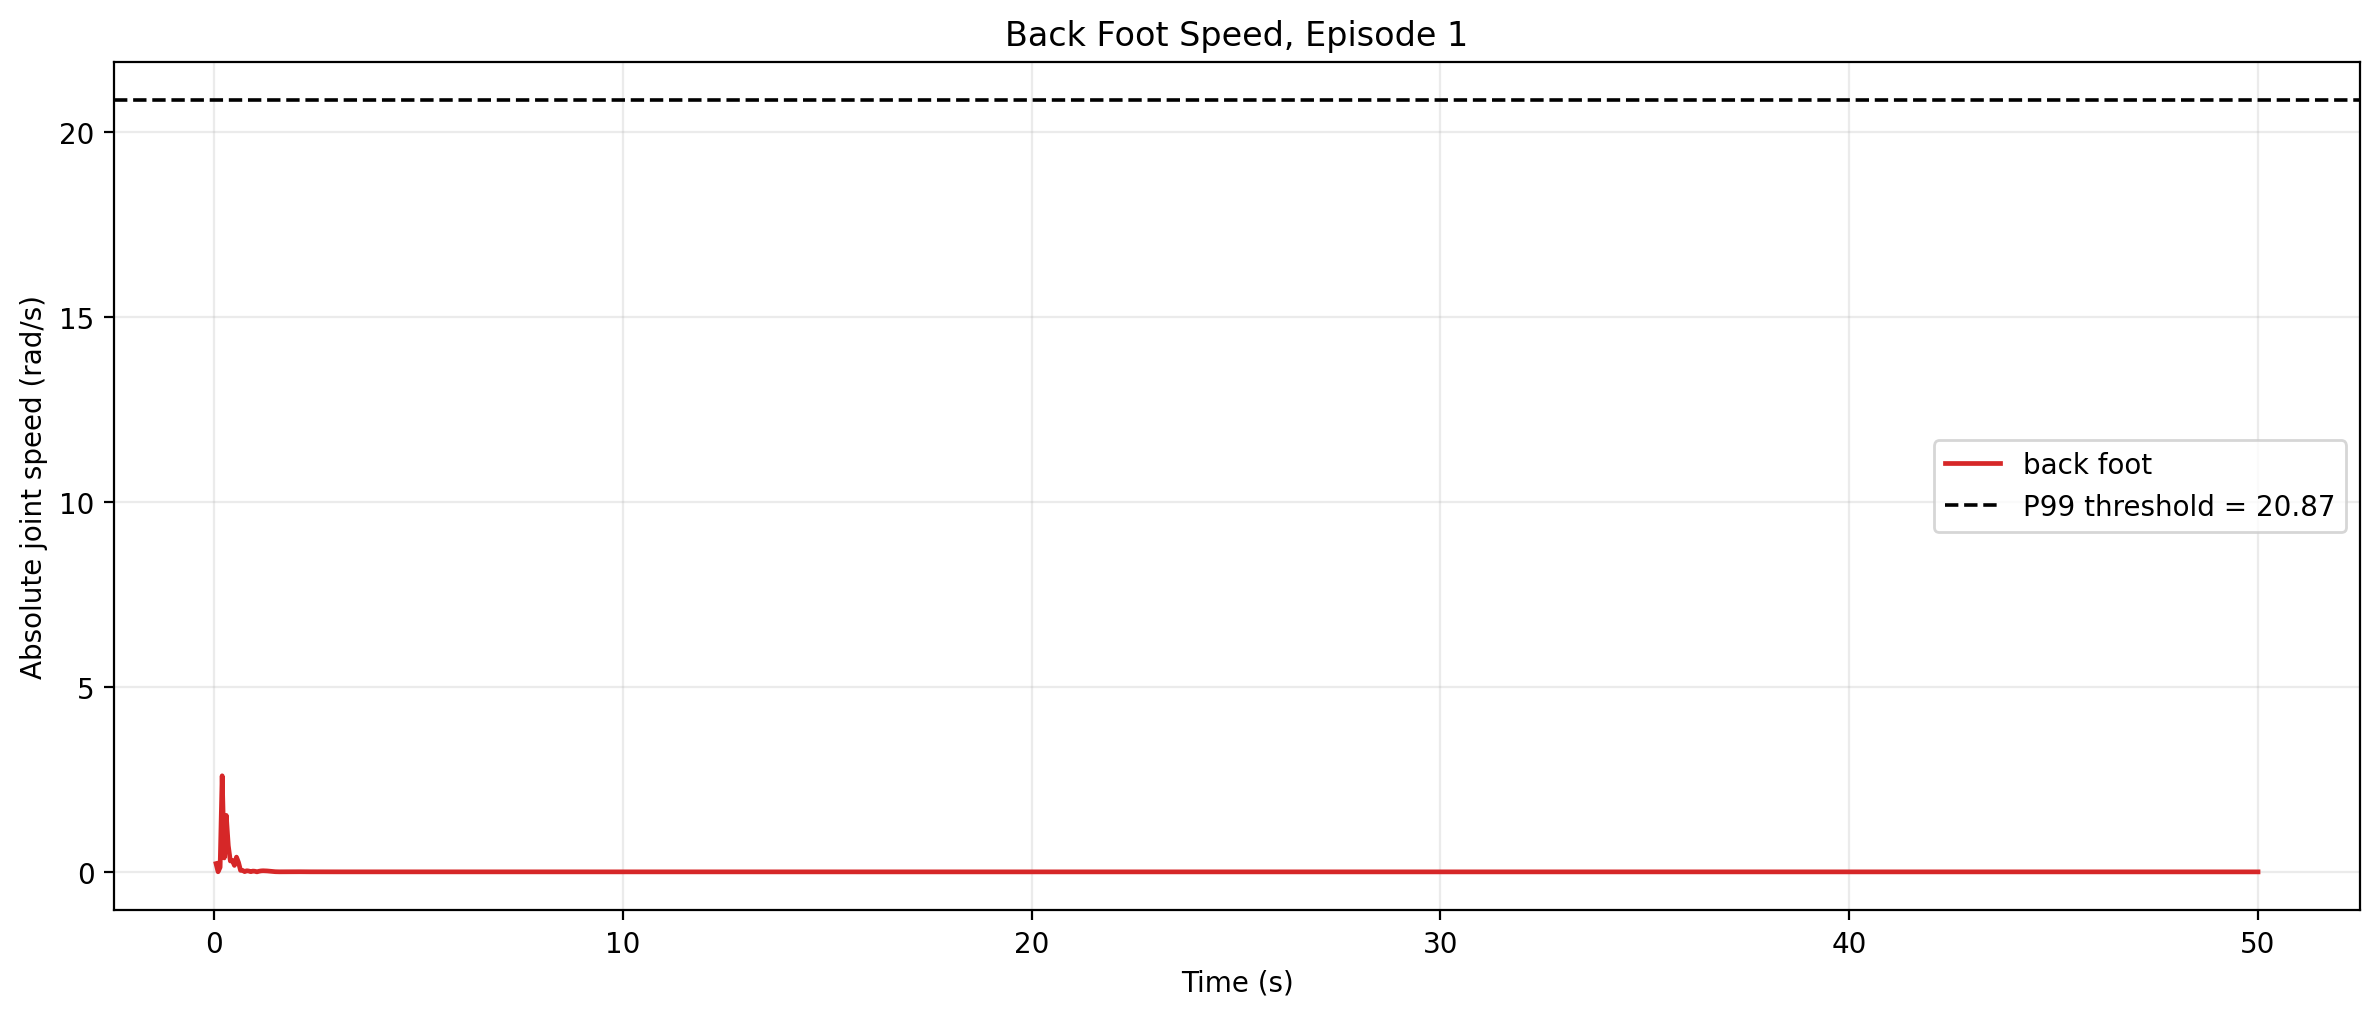 Back Foot Speed, Episode 1
Absolute joint speed (rad/s)
20
15
10
5
0
back foot
P99 threshold = 20.87
0
10
20
30
40
50
Time (s)